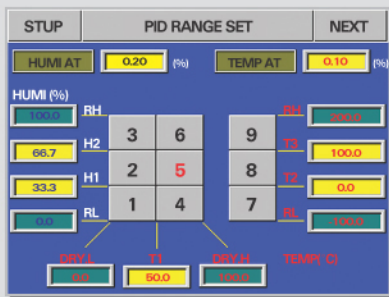 STUP PID RANGE SET NEXT
HUMI AT 0.20 (%) TEMP AT 0.10 (%)
HUMI (%)
100.0 RH 3 6 9 RH 200.0
66.7 H2 2 5 8 T3 100.0
33.3 H1 1 4 7 T2 0.0
0.0 RL RL -100.0
DRY.L T1 DRY.H TEMP( C)
0.0 50.0 100.0